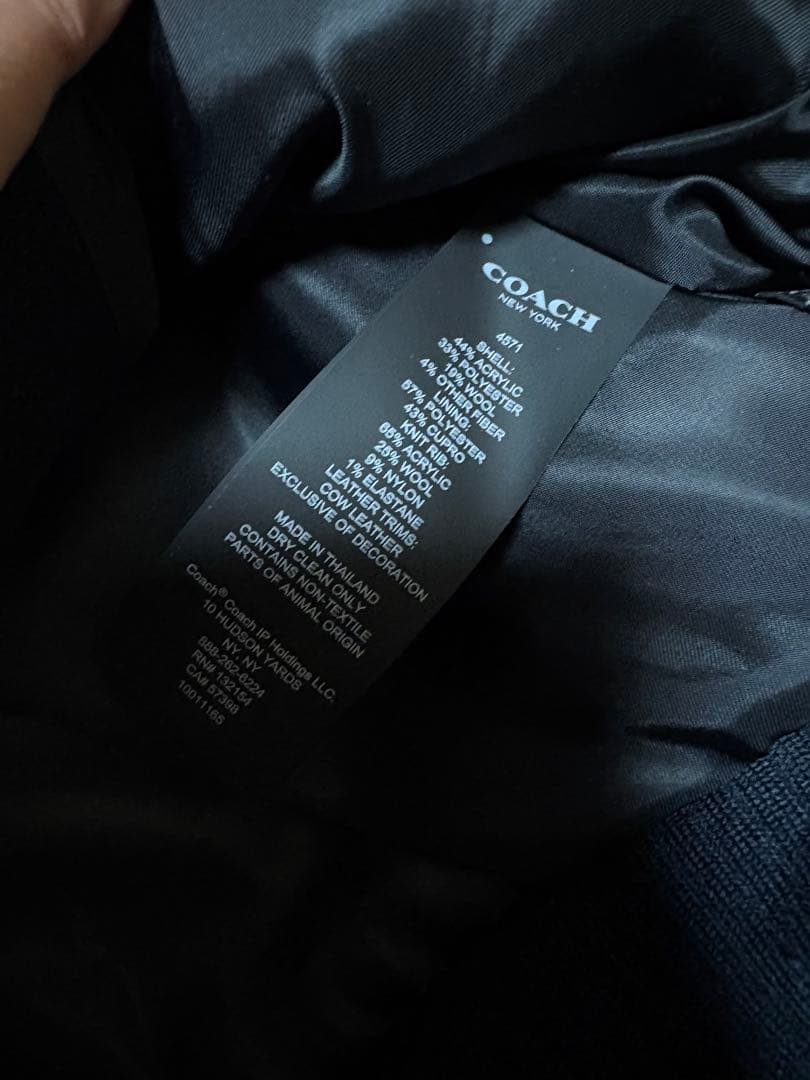 COACH
NEW YORK
4571
SHELL:
44% ACRYLIC
33% POLYESTER
19% WOOL
4% OTHER FIBER
LINING:
57% POLYESTER
43% CUPRO
KNIT RIB:
65% ACRYLIC
25% WOOL
9% NYLON
1% ELASTANE
LEATHER TRIMS:
COW LEATHER
EXCLUSIVE OF DECORATION
MADE IN THAILAND
DRY CLEAN ONLY
CONTAINS NON-TEXTILE
PARTS OF ANIMAL ORIGIN
Coach® Coach IP Holdings LLC.
10 HUDSON YARDS
NY, NY
888-262-6224
RN# 132154
CA# 57398
10011165